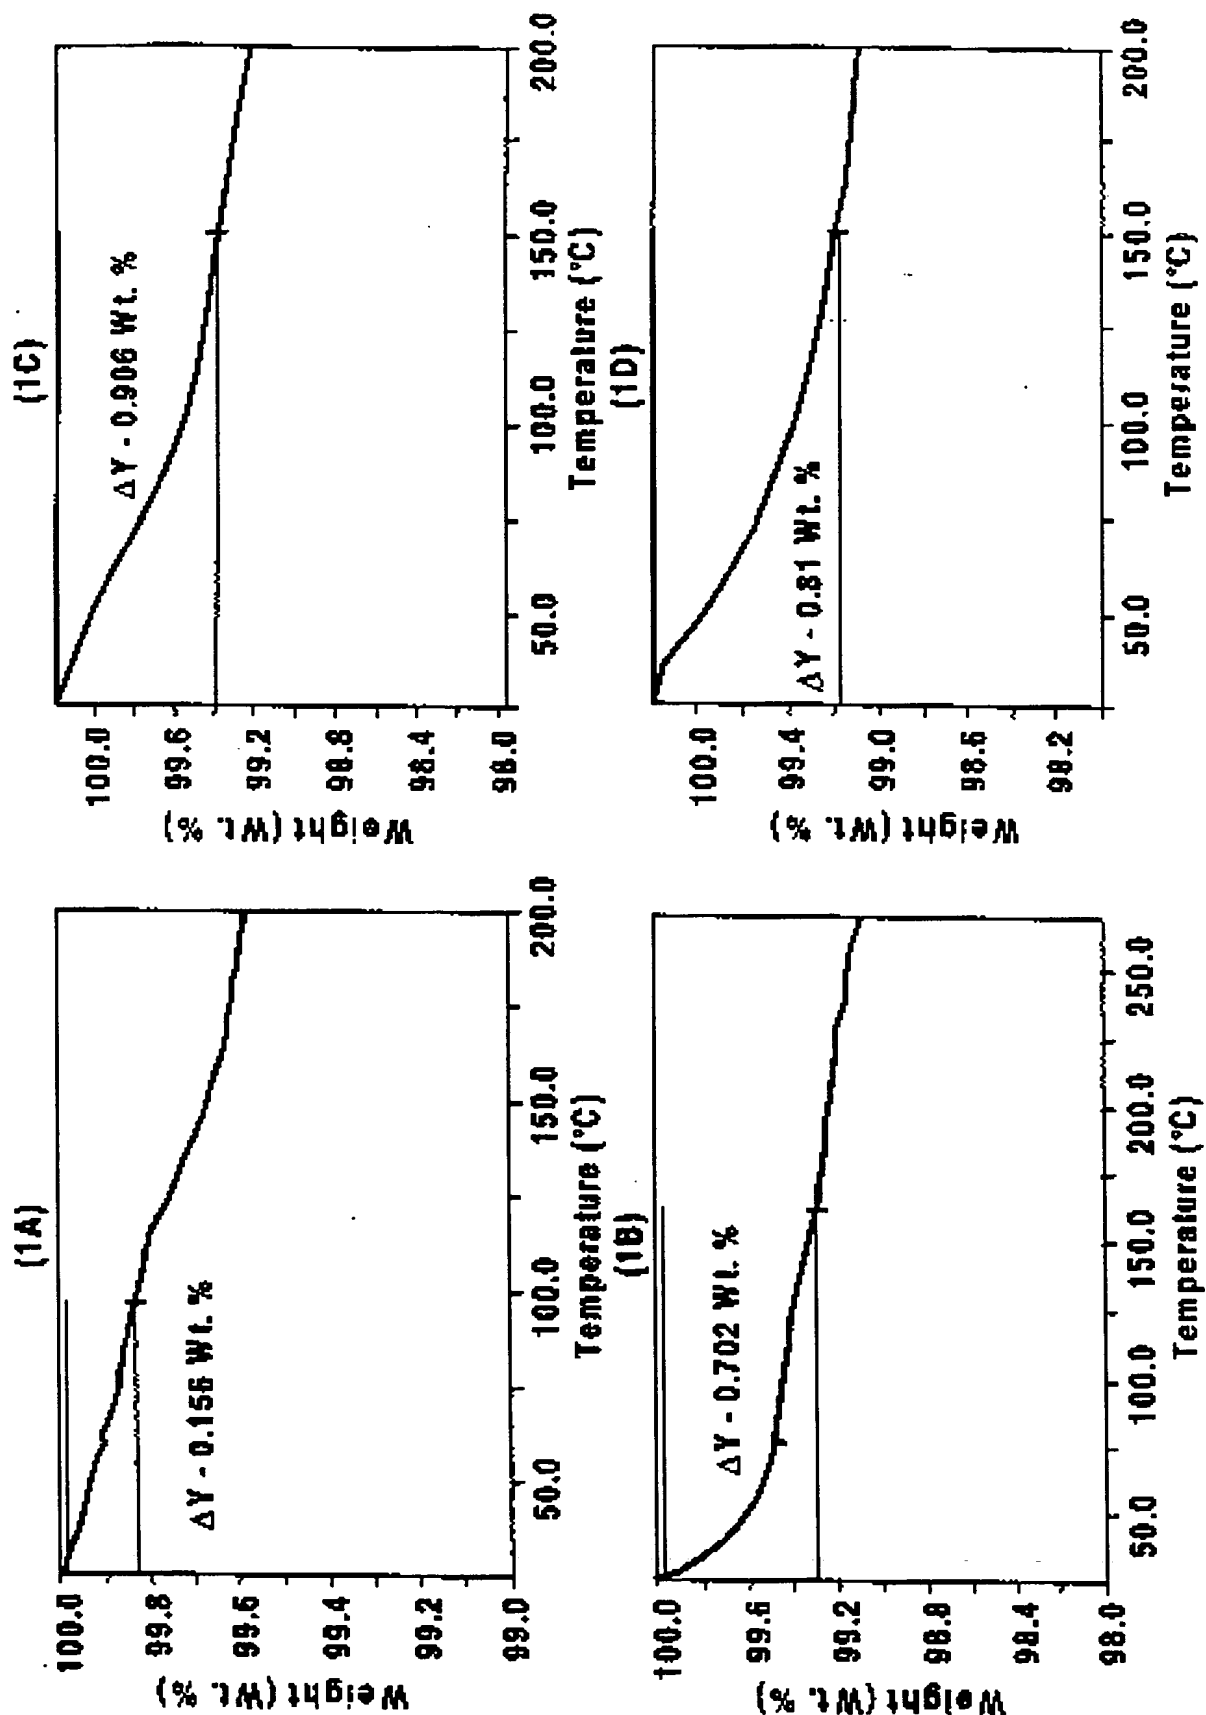 (1A)
Weight (Wt. %)
100.0
99.8
99.6
99.4
99.2
99.0
ΔY - 0.156 Wt. %
50.0 100.0 150.0 200.0
Temperature (°C)
(1C)
Weight (Wt. %)
100.0
99.6
99.2
98.8
98.4
98.0
ΔY - 0.906 Wt. %
50.0 100.0 150.0 200.0
Temperature (°C)
(1B)
Weight (Wt. %)
100.0
99.6
99.2
98.8
98.4
98.0
ΔY - 0.702 Wt. %
50.0 100.0 150.0 200.0 250.0
Temperature (°C)
(1D)
Weight (Wt. %)
100.0
99.4
99.0
98.6
98.2
ΔY - 0.81 Wt. %
50.0 100.0 150.0 200.0
Temperature (°C)